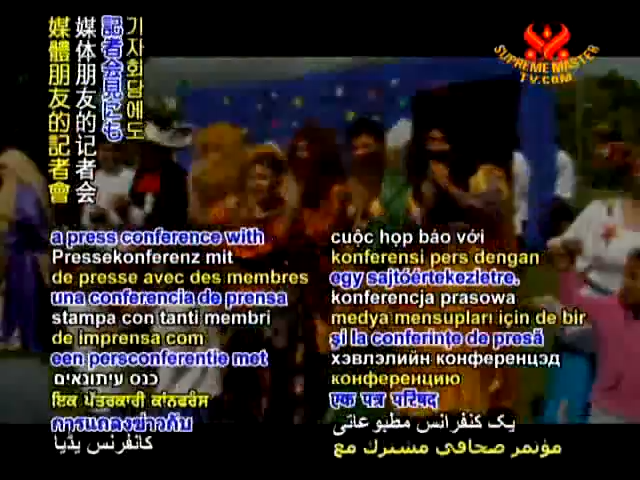 기자회담에도
記者会見にも
媒体朋友的记者会
媒體朋友的記者會
SUPREME MASTER
TV.COM
a press conference with
Pressekonferenz mit
de presse avec des membres
una conferencia de prensa
stampa con tanti membri
de imprensa com
een persconferentie met
כנס עיתונאים
ਇਕ ਪੱਤਰਕਾਰੀ ਕਾਂਨਫਰੰਸ
การแถลงข่าวกับ
کانفرنس یڈیا
cuộc họp báo với
konferensi pers dengan
egy sajtóértekezletre,
konferencja prasowa
medya mensupları için de bir
şi la conferinţe de presă
хэвлэлийн конференцэд
конференцию
एक पत्र परिषद
یک کنفرانس مطبوعاتی
مؤتمر صحافي مشترك مع